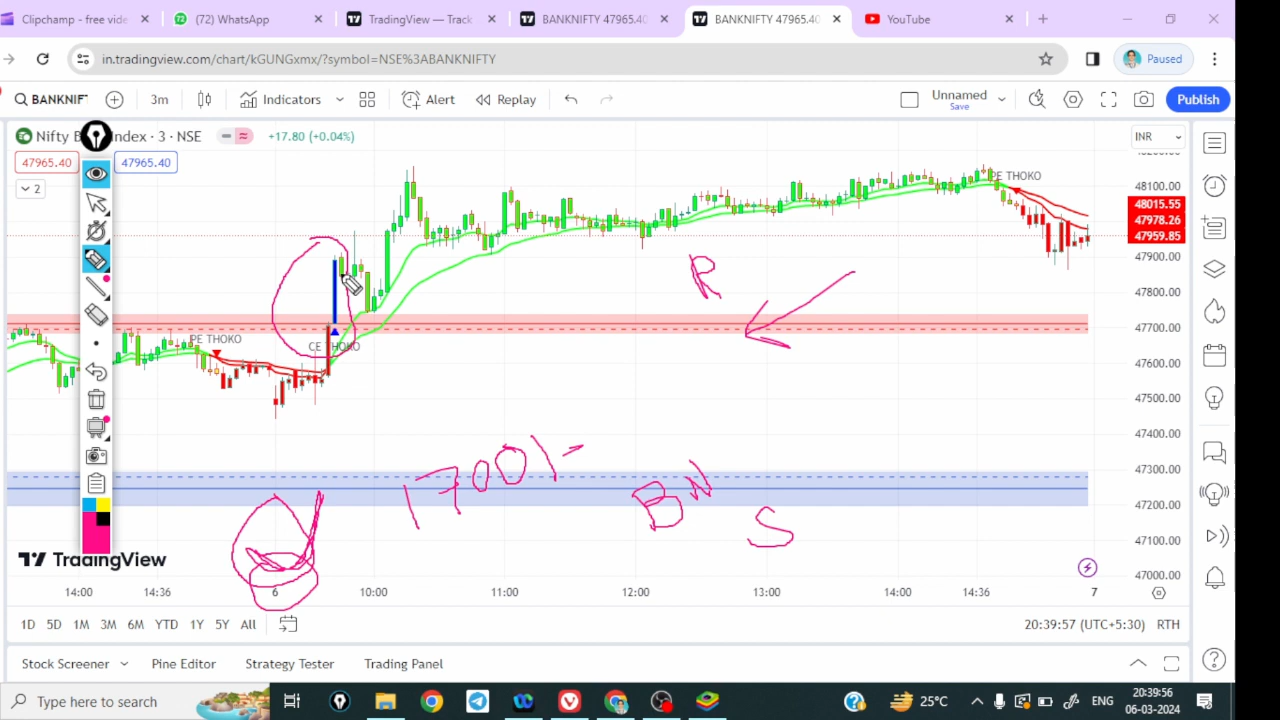 Clipchamp - free vide
(72) WhatsApp
TradingView — Track
BANKNIFTY 47965.40
BANKNIFTY 47965.40
YouTube
in.tradingview.com/chart/kGUNGxmx/?symbol=NSE%3ABANKNIFTY
Paused
BANKNIF
3m
Indicators
Alert
Replay
Unnamed
Save
Publish
Nifty B
Index · 3 · NSE
+17.80 (+0.04%)
INR
47965.40
47965.40
2
PE THOKO
48100.00
48015.55
47978.26
47959.85
47900.00
R
47800.00
47700.00
PE THOKO
CE THOKO
47600.00
47500.00
47400.00
1700/-
47300.00
BN
47200.00
S
47100.00
TradingView
47000.00
14:00
14:36
6
10:00
11:00
12:00
13:00
14:00
14:36
7
1D 5D 1M 3M 6M YTD 1Y 5Y All
20:39:57 (UTC+5:30) RTH
Stock Screener
Pine Editor
Strategy Tester
Trading Panel
Type here to search
25°C
ENG
20:39:56
06-03-2024